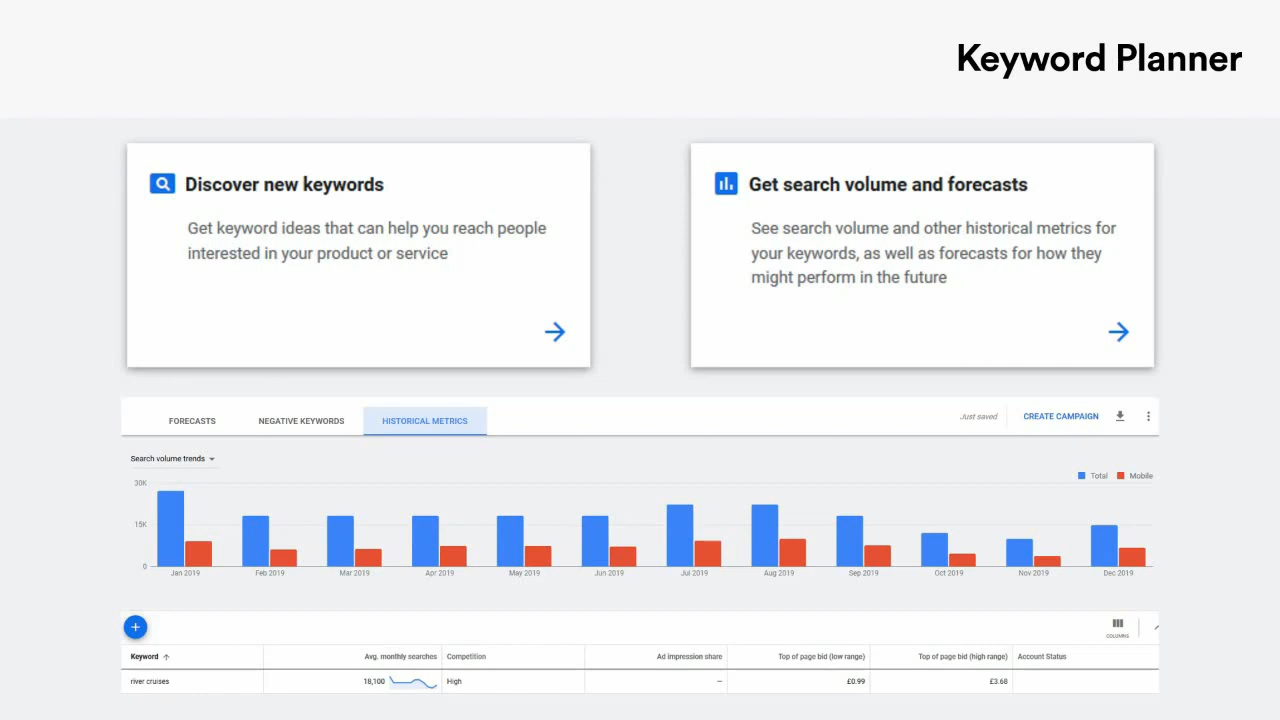 Keyword Planner
Discover new keywords
Get keyword ideas that can help you reach people
interested in your product or service
Get search volume and forecasts
See search volume and other historical metrics for
your keywords, as well as forecasts for how they
might perform in the future
FORECASTS NEGATIVE KEYWORDS HISTORICAL METRICS Just saved CREATE CAMPAIGN
Search volume trends
Total Mobile
30K
15K
0
Jan 2019 Feb 2019 Mar 2019 Apr 2019 May 2019 Jun 2019 Jul 2019 Aug 2019 Sep 2019 Oct 2019 Nov 2019 Dec 2019
COLUMNS
Keyword Avg. monthly searches Competition Ad impression share Top of page bid (low range) Top of page bid (high range) Account Status
river cruises 18,100 High – £0.99 £3.68